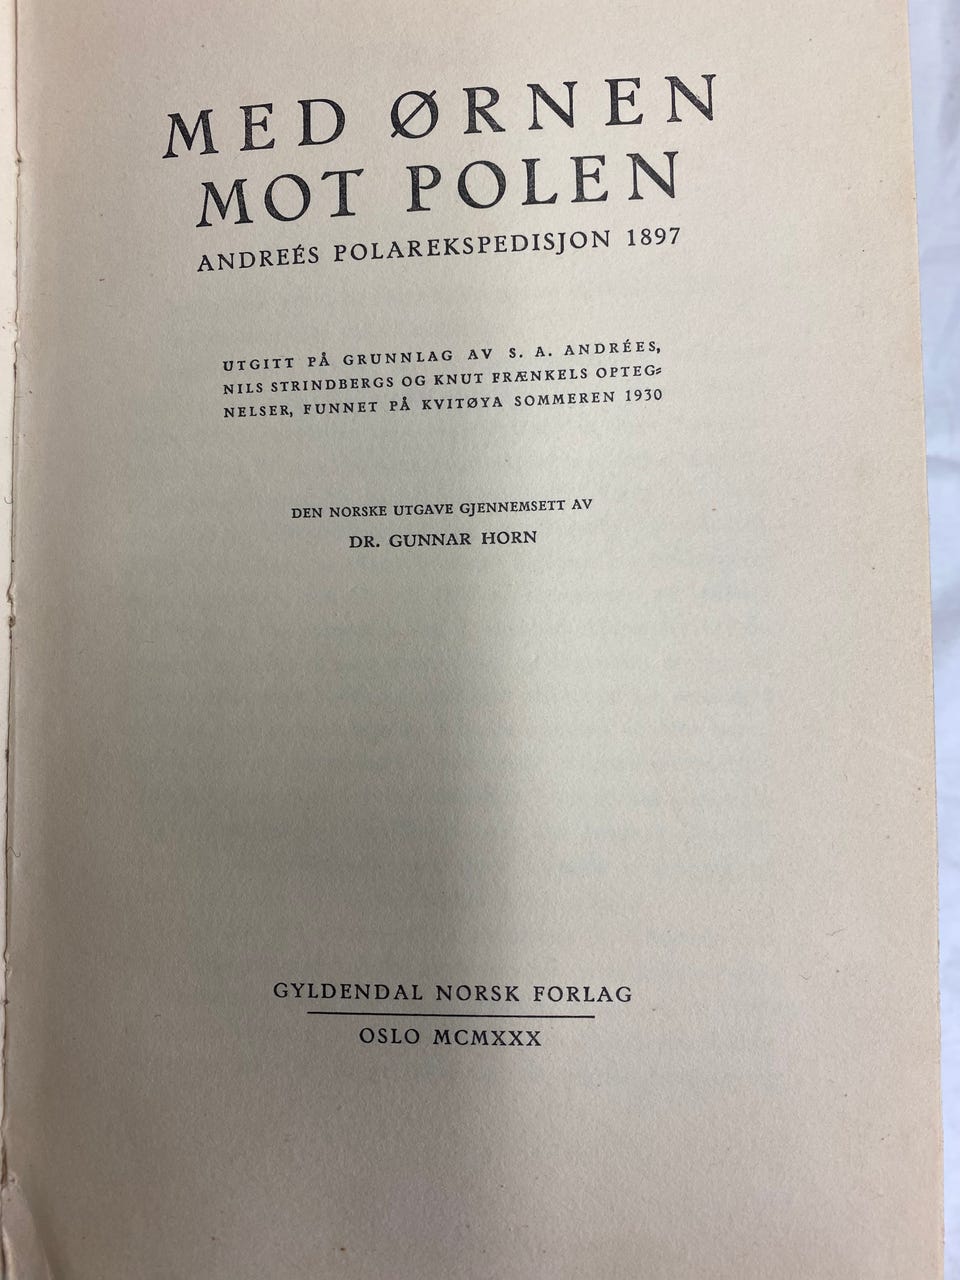 MED ØRNEN
MOT POLEN
ANDREÉS POLAREKSPEDISJON 1897
UTGITT PÅ GRUNNLAG AV S. A. ANDRÉES,
NILS STRINDBERGS OG KNUT FRÆNKELS OPTEG⸗
NELSER, FUNNET PÅ KVITØYA SOMMEREN 1930
DEN NORSKE UTGAVE GJENNEMSETT AV
DR. GUNNAR HORN
GYLDENDAL NORSK FORLAG
OSLO MCMXXX